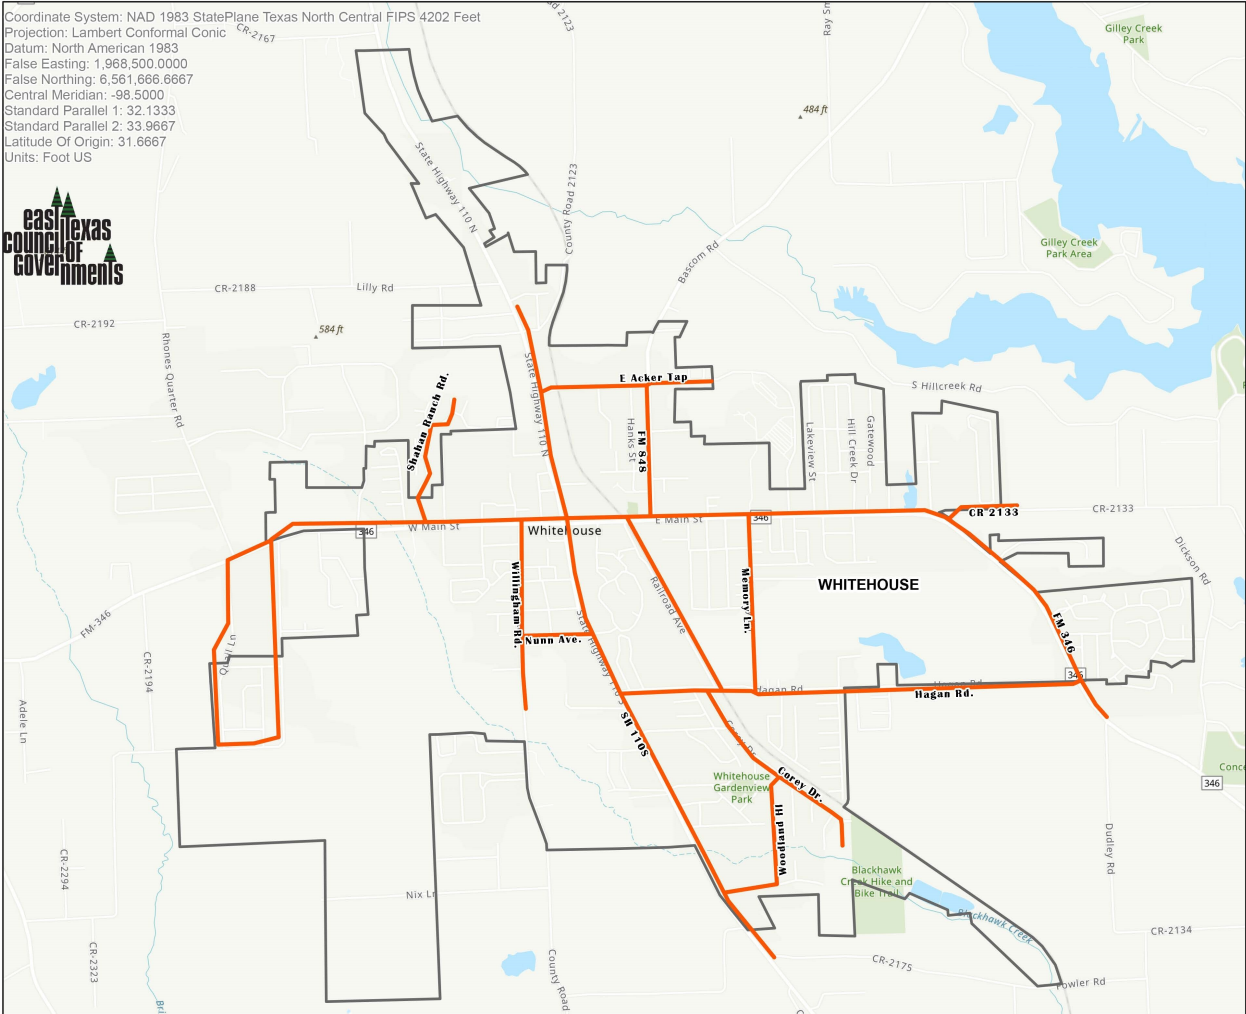 Coordinate System: NAD 1983 StatePlane Texas North Central FIPS 4202 Feet
Projection: Lambert Conformal Conic
Datum: North American 1983
False Easting: 1,968,500.0000
False Northing: 6,561,666.6667
Central Meridian: -98.5000
Standard Parallel 1: 32.1333
Standard Parallel 2: 33.9667
Latitude Of Origin: 31.6667
Units: Foot US
CR-2167
2123
Gilley Creek
Park
484 ft
east texas
council of
governments
State Highway 110 N
County Road 2123
Bascom Rd
Gilley Creek
Park Area
CR-2188
Lilly Rd
CR-2192
584 ft
Rhones Quarter Rd
State Highway 110 N
E Acker Tap
Shahan Ranch Rd.
S Hillcreek Rd
Hanks St
FM 848
Lakeview St
Hill Creek Dr
Gatewood
346
W Main St
Whitehouse
E Main St
346
CR 2133
CR-2133
Dickson Rd
Willingham Rd.
Memory Ln.
WHITEHOUSE
Railroad Ave
FM-346
FM 346
Nunn Ave.
Quail Ln
CR-2194
346
Hagan Rd
Hagan Rd.
Adele Ln
SH 110S
Corey Dr
Corey Dr.
Whitehouse
Gardenview
Park
Woodland Hl
346
Dudley Rd
CR-2294
Blackhawk
Creek Hike and
Bike Trail
Nix Ln
Blackhawk Creek
CR-2134
CR-2323
County Road
CR-2175
Fowler Rd